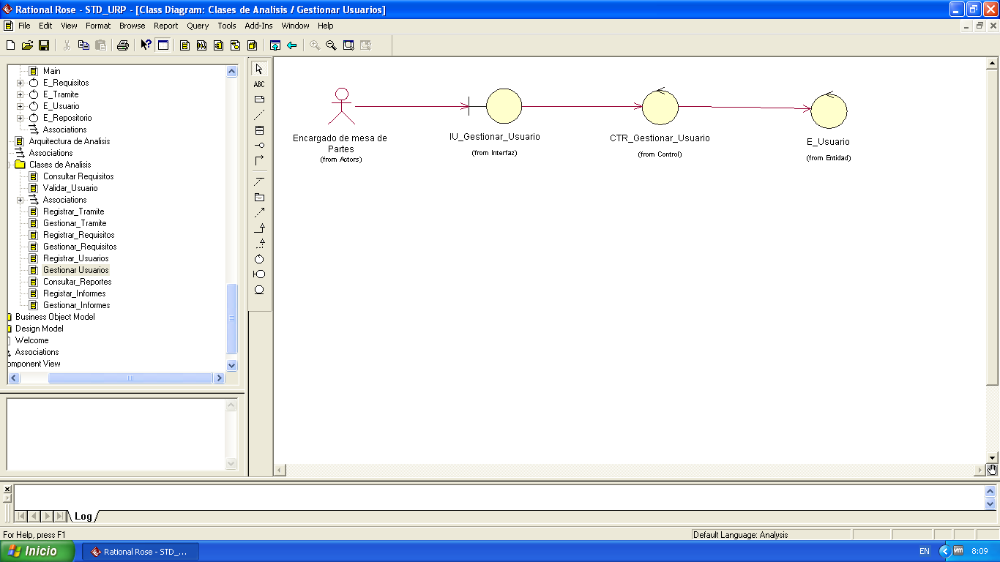 Rational Rose - STD_URP - [Class Diagram: Clases de Analisis / Gestionar Usuarios]
File Edit View Format Browse Report Query Tools Add-Ins Window Help
Main
E_Requisitos
E_Tramite
E_Usuario
E_Repositorio
Associations
Arquitectura de Analisis
Associations
Clases de Analisis
Consultar Requisitos
Validar_Usuario
Associations
Registrar_Tramite
Gestionar_Tramite
Registrar_Requisitos
Gestionar_Requisitos
Registrar_Usuarios
Gestionar Usuarios
Consultar_Reportes
Registar_Informes
Gestionar_Informes
Business Object Model
Design Model
Welcome
Associations
omponent View
ABC
Encargado de mesa de
Partes
(from Actors)
IU_Gestionar_Usuario
(from Interfaz)
CTR_Gestionar_Usuario
(from Control)
E_Usuario
(from Entidad)
Log
For Help, press F1
Default Language: Analysis
Inicio
Rational Rose - STD_...
EN
vm
8:09